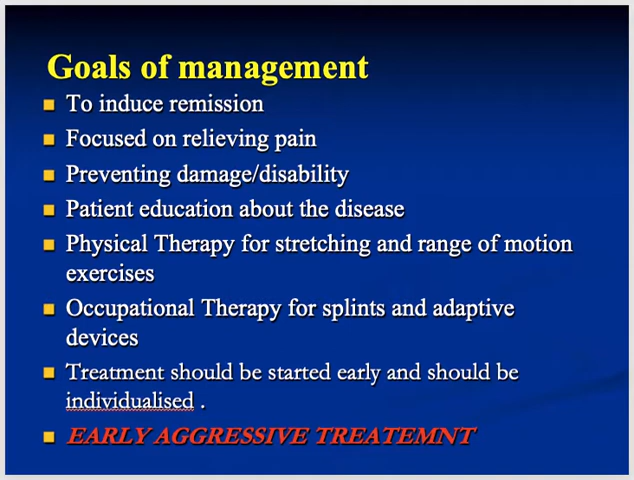 Goals of management
To induce remission
Focused on relieving pain
Preventing damage/disability
Patient education about the disease
Physical Therapy for stretching and range of motion
exercises
Occupational Therapy for splints and adaptive
devices
Treatment should be started early and should be
individualised .
EARLY AGGRESSIVE TREATEMNT